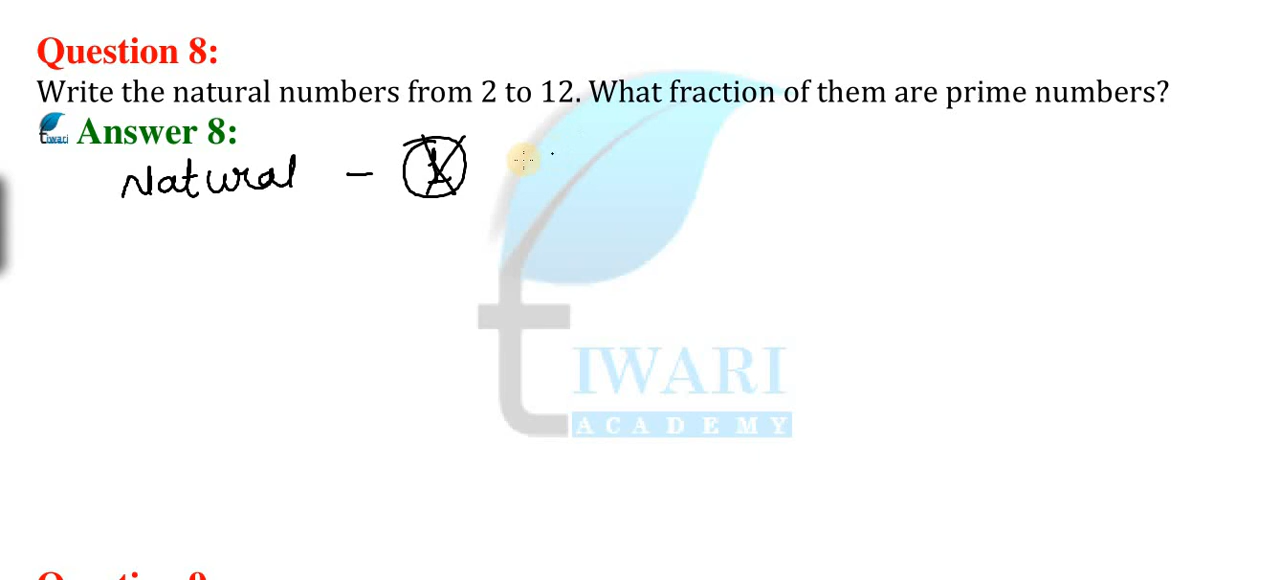 Question 8:
Write the natural numbers from 2 to 12. What fraction of them are prime numbers?
Answer 8:
Natural - 1
IWARI
ACADEMY